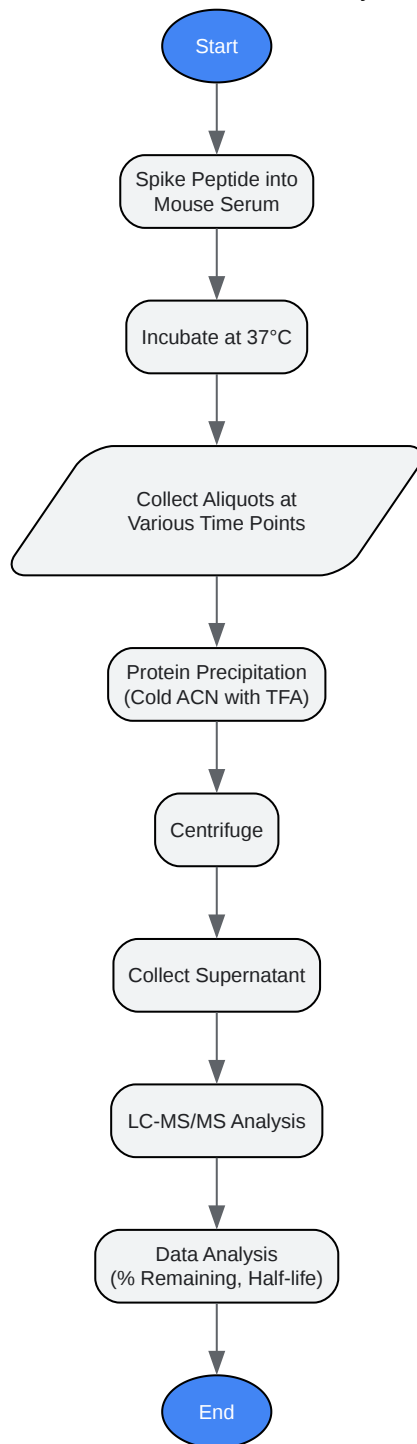 Start
Spike Peptide into
Mouse Serum
Incubate at 37°C
Collect Aliquots at
Various Time Points
Protein Precipitation
(Cold ACN with TFA)
Centrifuge
Collect Supernatant
LC-MS/MS Analysis
Data Analysis
(% Remaining, Half-life)
End